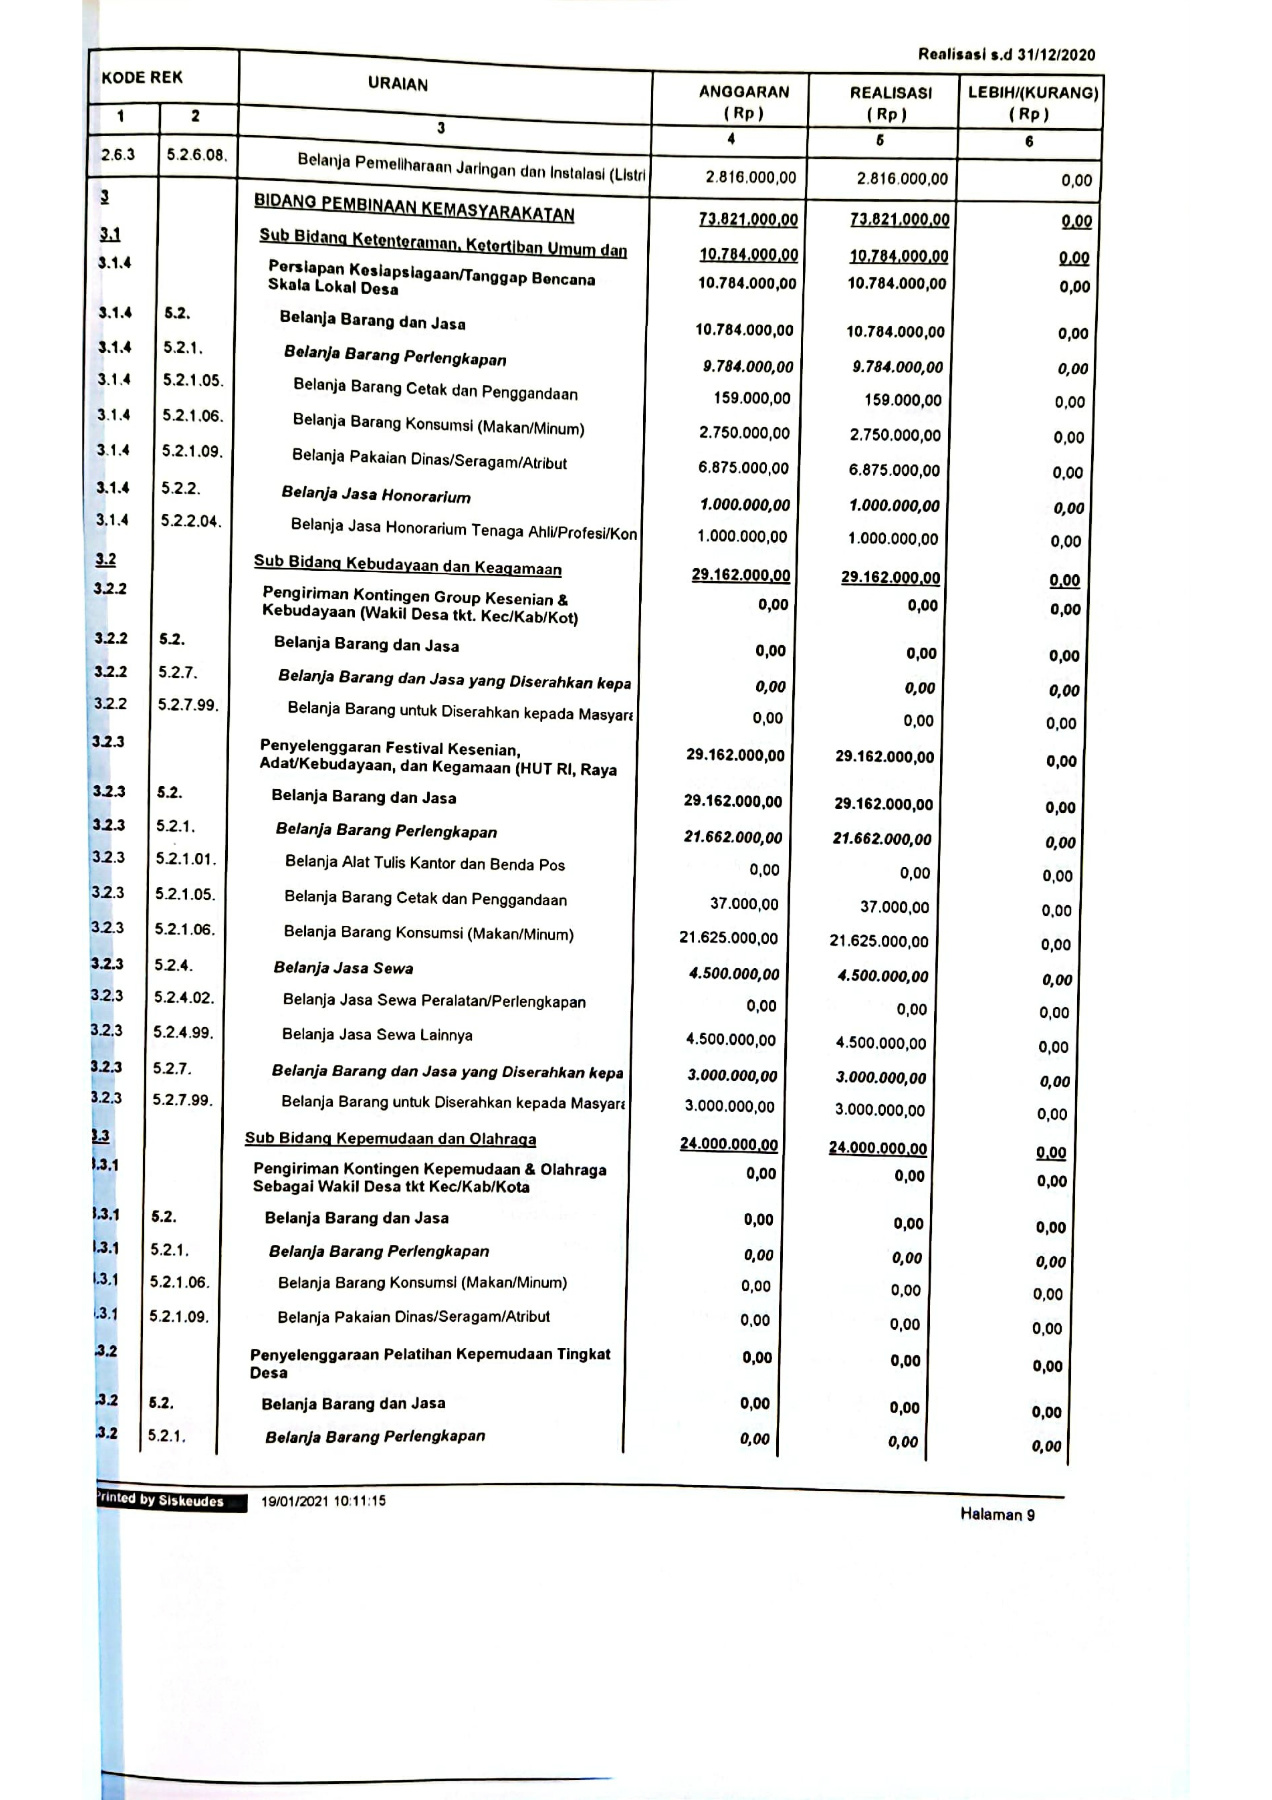 Realisasi s.d 31/12/2020
KODE REK URAIAN ANGGARAN (Rp) REALISASI (Rp) LEBIH/(KURANG) (Rp)
1 2 3 4 5 6
2.6.3 5.2.6.08. Belanja Pemeliharaan Jaringan dan Instalasi (Listri 2.816.000,00 2.816.000,00 0,00
3 BIDANG PEMBINAAN KEMASYARAKATAN 73.821.000,00 73.821.000,00 0,00
3.1 Sub Bidang Ketenteraman, Ketertiban Umum dan 10.784.000,00 10.784.000,00 0,00
3.1.4 Persiapan Kesiapsiagaan/Tanggap Bencana 10.784.000,00 10.784.000,00 0,00
Skala Lokal Desa
3.1.4 5.2. Belanja Barang dan Jasa 10.784.000,00 10.784.000,00 0,00
3.1.4 5.2.1. Belanja Barang Perlengkapan 9.784.000,00 9.784.000,00 0,00
3.1.4 5.2.1.05. Belanja Barang Cetak dan Penggandaan 159.000,00 159.000,00 0,00
3.1.4 5.2.1.06. Belanja Barang Konsumsi (Makan/Minum) 2.750.000,00 2.750.000,00 0,00
3.1.4 5.2.1.09. Belanja Pakaian Dinas/Seragam/Atribut 6.875.000,00 6.875.000,00 0,00
3.1.4 5.2.2. Belanja Jasa Honorarium 1.000.000,00 1.000.000,00 0,00
3.1.4 5.2.2.04. Belanja Jasa Honorarium Tenaga Ahli/Profesi/Kon 1.000.000,00 1.000.000,00 0,00
3.2 Sub Bidang Kebudayaan dan Keagamaan 29.162.000,00 29.162.000,00 0,00
3.2.2 Pengiriman Kontingen Group Kesenian & 0,00 0,00 0,00
Kebudayaan (Wakil Desa tkt. Kec/Kab/Kot)
3.2.2 5.2. Belanja Barang dan Jasa 0,00 0,00 0,00
3.2.2 5.2.7. Belanja Barang dan Jasa yang Diserahkan kepa 0,00 0,00 0,00
3.2.2 5.2.7.99. Belanja Barang untuk Diserahkan kepada Masyara 0,00 0,00 0,00
3.2.3 Penyelenggaran Festival Kesenian, 29.162.000,00 29.162.000,00 0,00
Adat/Kebudayaan, dan Kegamaan (HUT RI, Raya
3.2.3 5.2. Belanja Barang dan Jasa 29.162.000,00 29.162.000,00 0,00
3.2.3 5.2.1. Belanja Barang Perlengkapan 21.662.000,00 21.662.000,00 0,00
3.2.3 5.2.1.01. Belanja Alat Tulis Kantor dan Benda Pos 0,00 0,00 0,00
3.2.3 5.2.1.05. Belanja Barang Cetak dan Penggandaan 37.000,00 37.000,00 0,00
3.2.3 5.2.1.06. Belanja Barang Konsumsi (Makan/Minum) 21.625.000,00 21.625.000,00 0,00
3.2.3 5.2.4. Belanja Jasa Sewa 4.500.000,00 4.500.000,00 0,00
3.2.3 5.2.4.02. Belanja Jasa Sewa Peralatan/Perlengkapan 0,00 0,00 0,00
3.2.3 5.2.4.99. Belanja Jasa Sewa Lainnya 4.500.000,00 4.500.000,00 0,00
3.2.3 5.2.7. Belanja Barang dan Jasa yang Diserahkan kepa 3.000.000,00 3.000.000,00 0,00
3.2.3 5.2.7.99. Belanja Barang untuk Diserahkan kepada Masyara 3.000.000,00 3.000.000,00 0,00
3.3 Sub Bidang Kepemudaan dan Olahraga 24.000.000,00 24.000.000,00 0,00
.3.1 Pengiriman Kontingen Kepemudaan & Olahraga 0,00 0,00 0,00
Sebagai Wakil Desa tkt Kec/Kab/Kota
.3.1 5.2. Belanja Barang dan Jasa 0,00 0,00 0,00
.3.1 5.2.1. Belanja Barang Perlengkapan 0,00 0,00 0,00
.3.1 5.2.1.06. Belanja Barang Konsumsi (Makan/Minum) 0,00 0,00 0,00
.3.1 5.2.1.09. Belanja Pakaian Dinas/Seragam/Atribut 0,00 0,00 0,00
.3.2 Penyelenggaraan Pelatihan Kepemudaan Tingkat 0,00 0,00 0,00
Desa
.3.2 5.2. Belanja Barang dan Jasa 0,00 0,00 0,00
.3.2 5.2.1. Belanja Barang Perlengkapan 0,00 0,00 0,00
Printed by Siskeudes 19/01/2021 10:11:15
Halaman 9